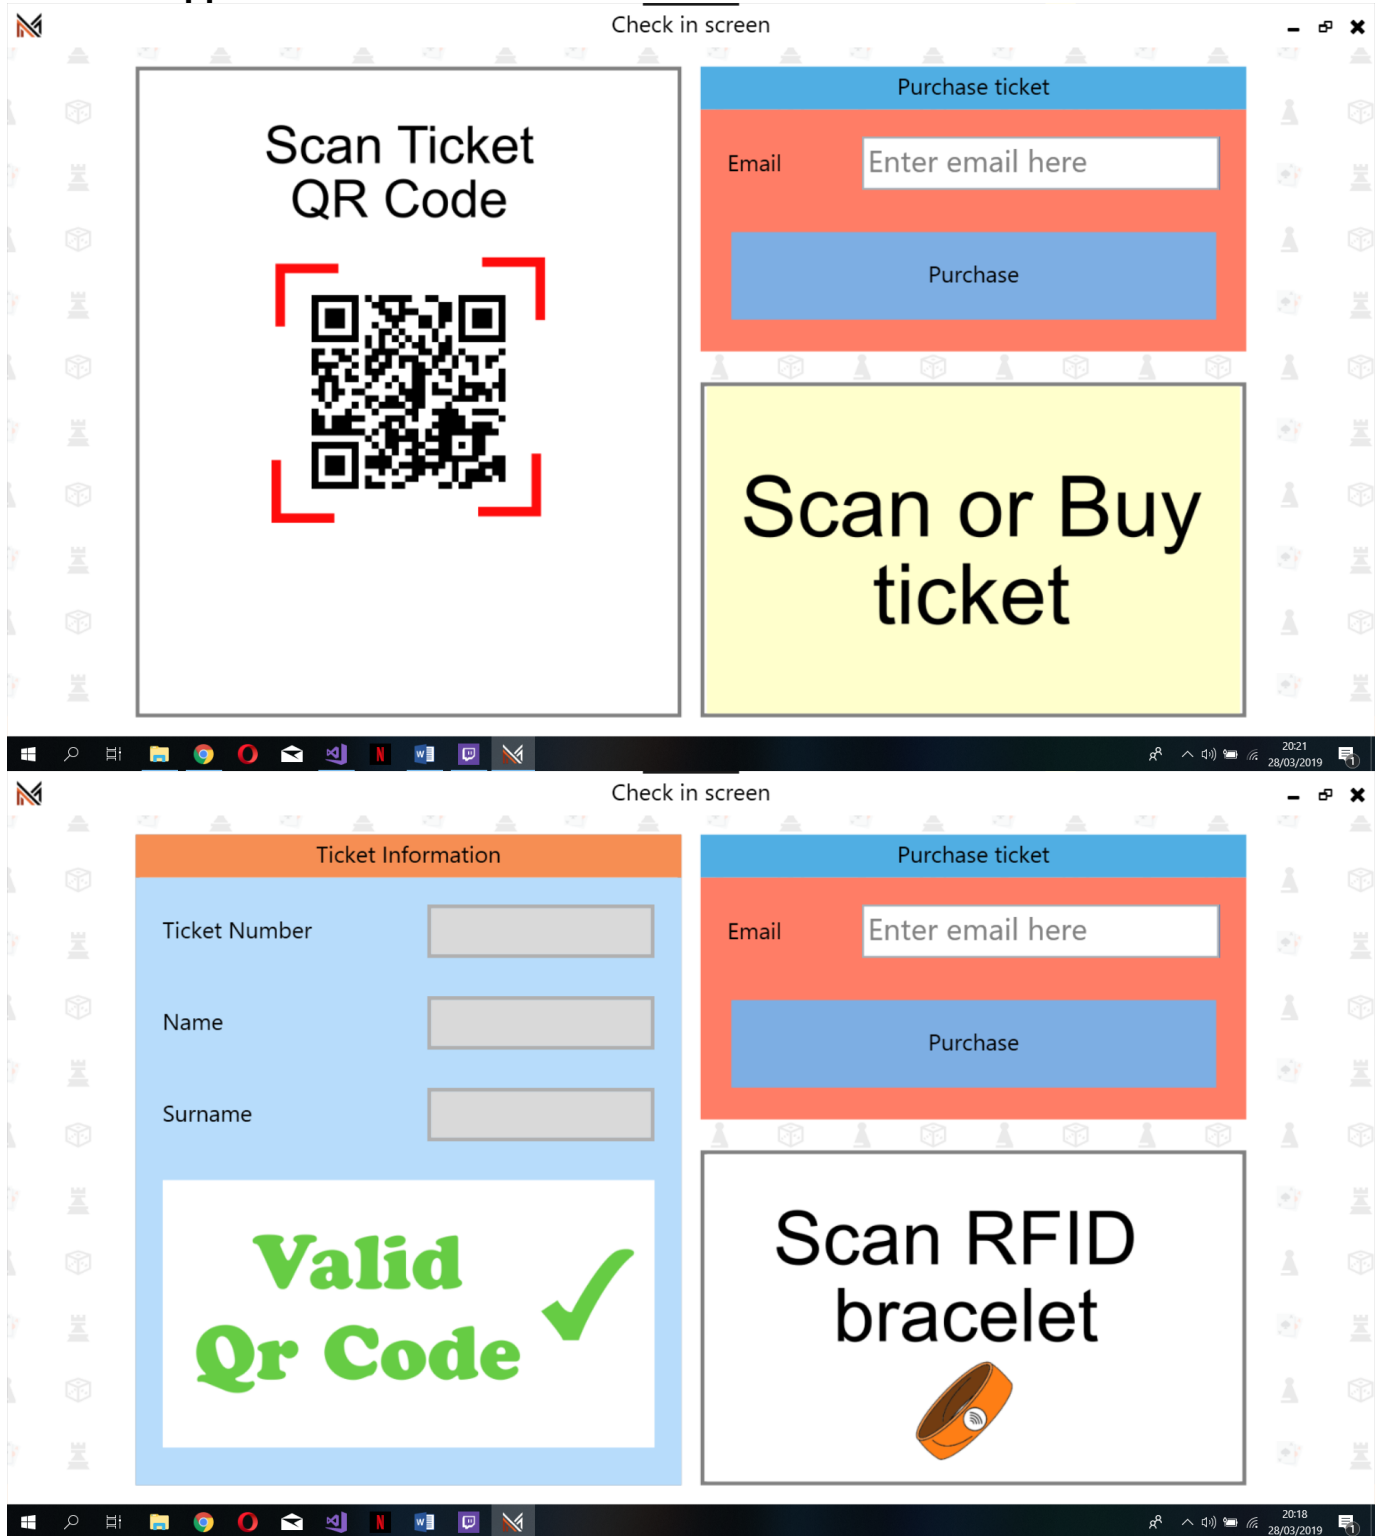 Check in screen
Scan Ticket
QR Code
Purchase ticket
Email
Enter email here
Purchase
Scan or Buy
ticket
20:21
28/03/2019
1
Check in screen
Ticket Information
Ticket Number
Name
Surname
Valid
Qr Code
Purchase ticket
Email
Enter email here
Purchase
Scan RFID
bracelet
20:18
28/03/2019
1